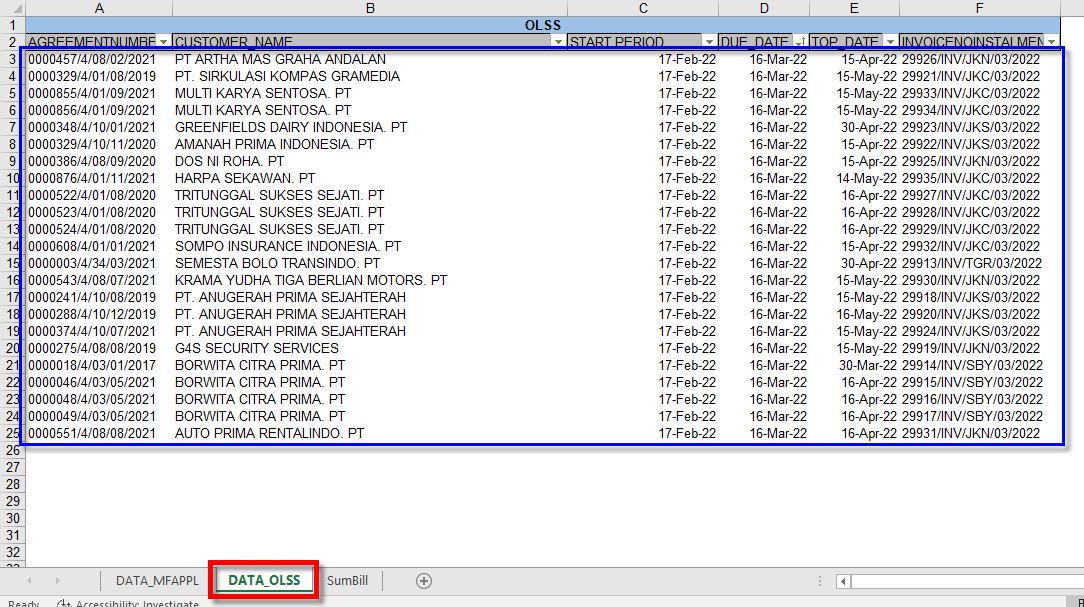 A B C D E F
1 OLSS
2 AGREEMENTNUMBE CUSTOMER_NAME START PERIOD DUE_DATE TOP_DATE INVOICENOINSTALMEN
3 0000457/4/08/02/2021 PT ARTHA MAS GRAHA ANDALAN 17-Feb-22 16-Mar-22 15-Apr-22 29926/INV/JKN/03/2022
4 0000329/4/01/08/2019 PT. SIRKULASI KOMPAS GRAMEDIA 17-Feb-22 16-Mar-22 15-May-22 29921/INV/JKC/03/2022
5 0000855/4/01/09/2021 MULTI KARYA SENTOSA. PT 17-Feb-22 16-Mar-22 15-May-22 29933/INV/JKC/03/2022
6 0000856/4/01/09/2021 MULTI KARYA SENTOSA. PT 17-Feb-22 16-Mar-22 15-May-22 29934/INV/JKC/03/2022
7 0000348/4/10/01/2021 GREENFIELDS DAIRY INDONESIA. PT 17-Feb-22 16-Mar-22 30-Apr-22 29923/INV/JKS/03/2022
8 0000329/4/10/11/2020 AMANAH PRIMA INDONESIA. PT 17-Feb-22 16-Mar-22 15-Apr-22 29922/INV/JKS/03/2022
9 0000386/4/08/09/2020 DOS NI ROHA. PT 17-Feb-22 16-Mar-22 15-Apr-22 29925/INV/JKN/03/2022
10 0000876/4/01/11/2021 HARPA SEKAWAN. PT 17-Feb-22 16-Mar-22 14-May-22 29935/INV/JKC/03/2022
11 0000522/4/01/08/2020 TRITUNGGAL SUKSES SEJATI. PT 17-Feb-22 16-Mar-22 16-Apr-22 29927/INV/JKC/03/2022
12 0000523/4/01/08/2020 TRITUNGGAL SUKSES SEJATI. PT 17-Feb-22 16-Mar-22 16-Apr-22 29928/INV/JKC/03/2022
13 0000524/4/01/08/2020 TRITUNGGAL SUKSES SEJATI. PT 17-Feb-22 16-Mar-22 16-Apr-22 29929/INV/JKC/03/2022
14 0000608/4/01/01/2021 SOMPO INSURANCE INDONESIA. PT 17-Feb-22 16-Mar-22 15-Apr-22 29932/INV/JKC/03/2022
15 0000003/4/34/03/2021 SEMESTA BOLO TRANSINDO. PT 17-Feb-22 16-Mar-22 30-Apr-22 29913/INV/TGR/03/2022
16 0000543/4/08/07/2021 KRAMA YUDHA TIGA BERLIAN MOTORS. PT 17-Feb-22 16-Mar-22 15-May-22 29930/INV/JKN/03/2022
17 0000241/4/10/08/2019 PT. ANUGERAH PRIMA SEJAHTERAH 17-Feb-22 16-Mar-22 15-May-22 29918/INV/JKS/03/2022
18 0000288/4/10/12/2019 PT. ANUGERAH PRIMA SEJAHTERAH 17-Feb-22 16-Mar-22 16-May-22 29920/INV/JKS/03/2022
19 0000374/4/10/07/2021 PT. ANUGERAH PRIMA SEJAHTERAH 17-Feb-22 16-Mar-22 15-May-22 29924/INV/JKS/03/2022
20 0000275/4/08/08/2019 G4S SECURITY SERVICES 17-Feb-22 16-Mar-22 15-May-22 29919/INV/JKN/03/2022
21 0000018/4/03/01/2017 BORWITA CITRA PRIMA. PT 17-Feb-22 16-Mar-22 30-Mar-22 29914/INV/SBY/03/2022
22 0000046/4/03/05/2021 BORWITA CITRA PRIMA. PT 17-Feb-22 16-Mar-22 16-Apr-22 29915/INV/SBY/03/2022
23 0000048/4/03/05/2021 BORWITA CITRA PRIMA. PT 17-Feb-22 16-Mar-22 16-Apr-22 29916/INV/SBY/03/2022
24 0000049/4/03/05/2021 BORWITA CITRA PRIMA. PT 17-Feb-22 16-Mar-22 16-Apr-22 29917/INV/SBY/03/2022
25 0000551/4/08/08/2021 AUTO PRIMA RENTALINDO. PT 17-Feb-22 16-Mar-22 16-Apr-22 29931/INV/JKN/03/2022
26
27
28
29
30
31
32
DATA_MFAPPL DATA_OLSS SumBill
Ready Accessibility: Investigate